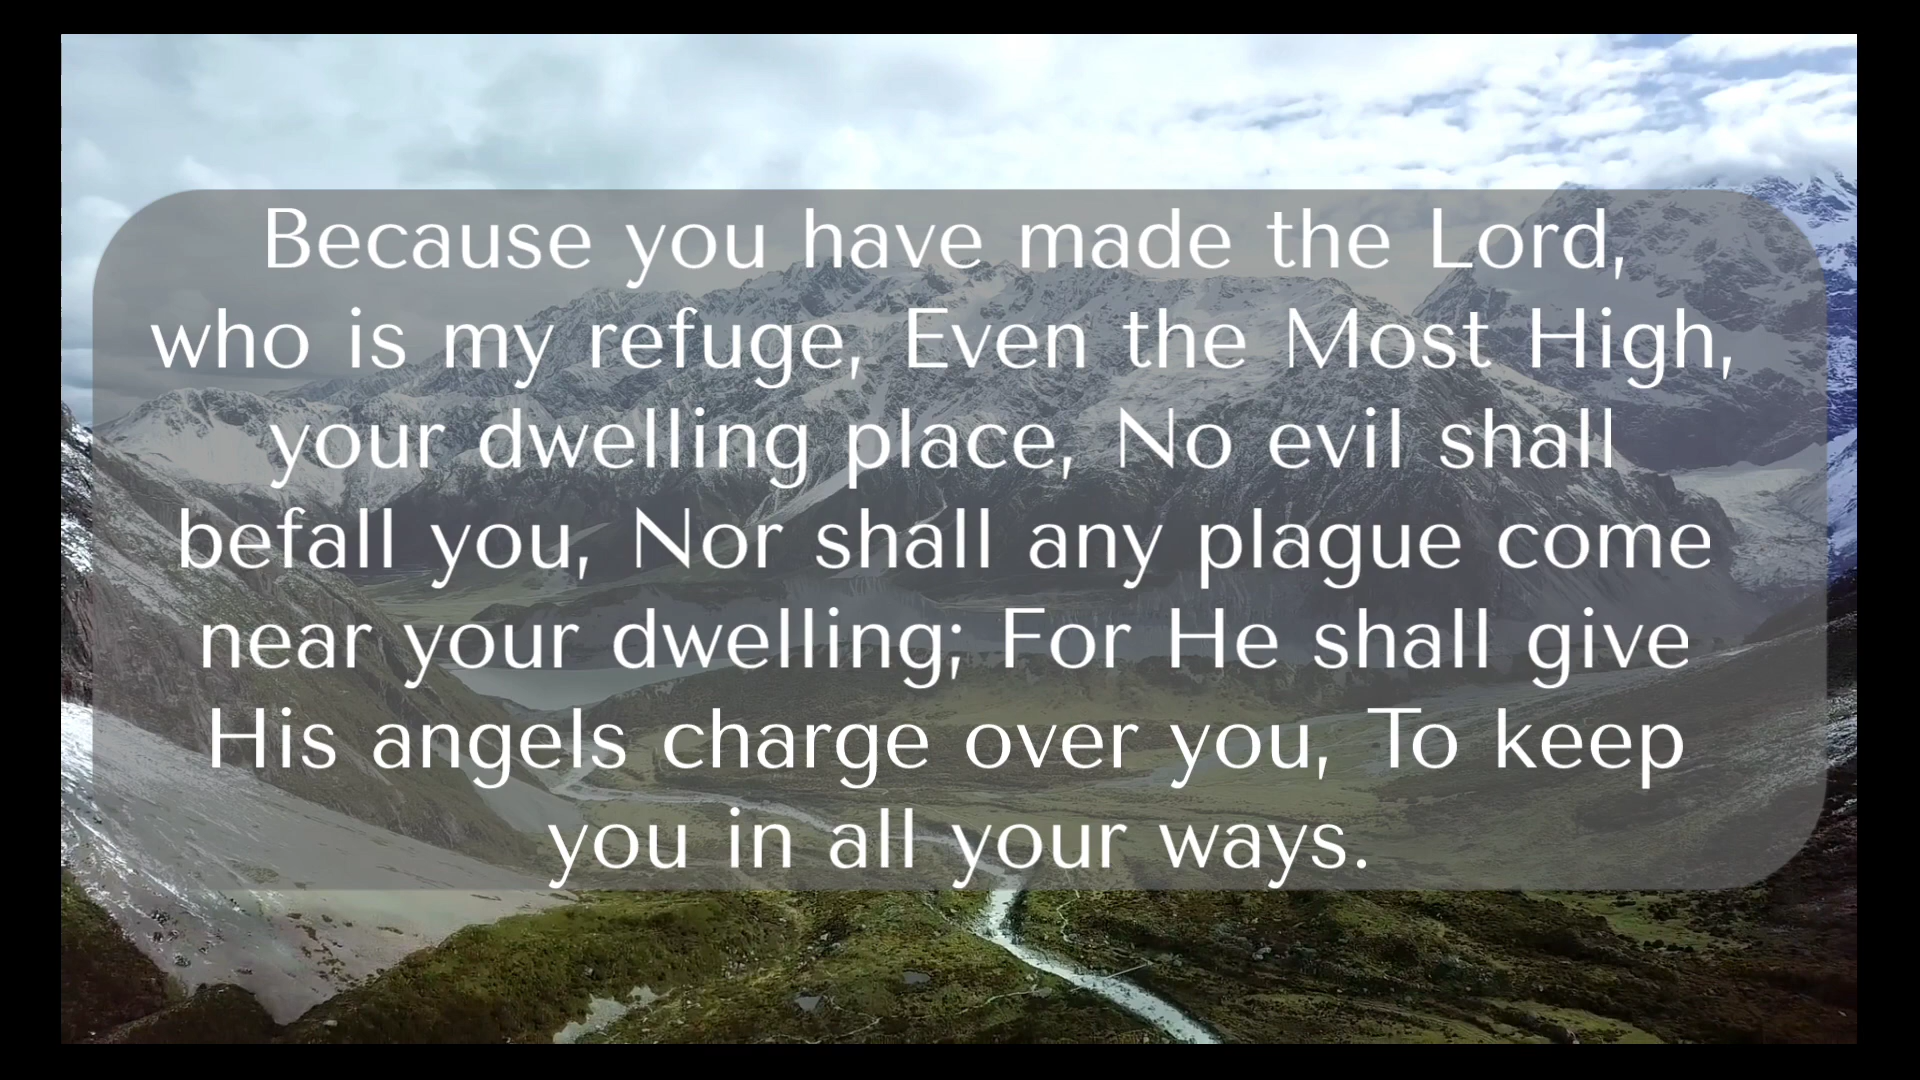 Because you have made the Lord,
who is my refuge, Even the Most High,
your dwelling place, No evil shall
befall you, Nor shall any plague come
near your dwelling; For He shall give
His angels charge over you, To keep
you in all your ways.